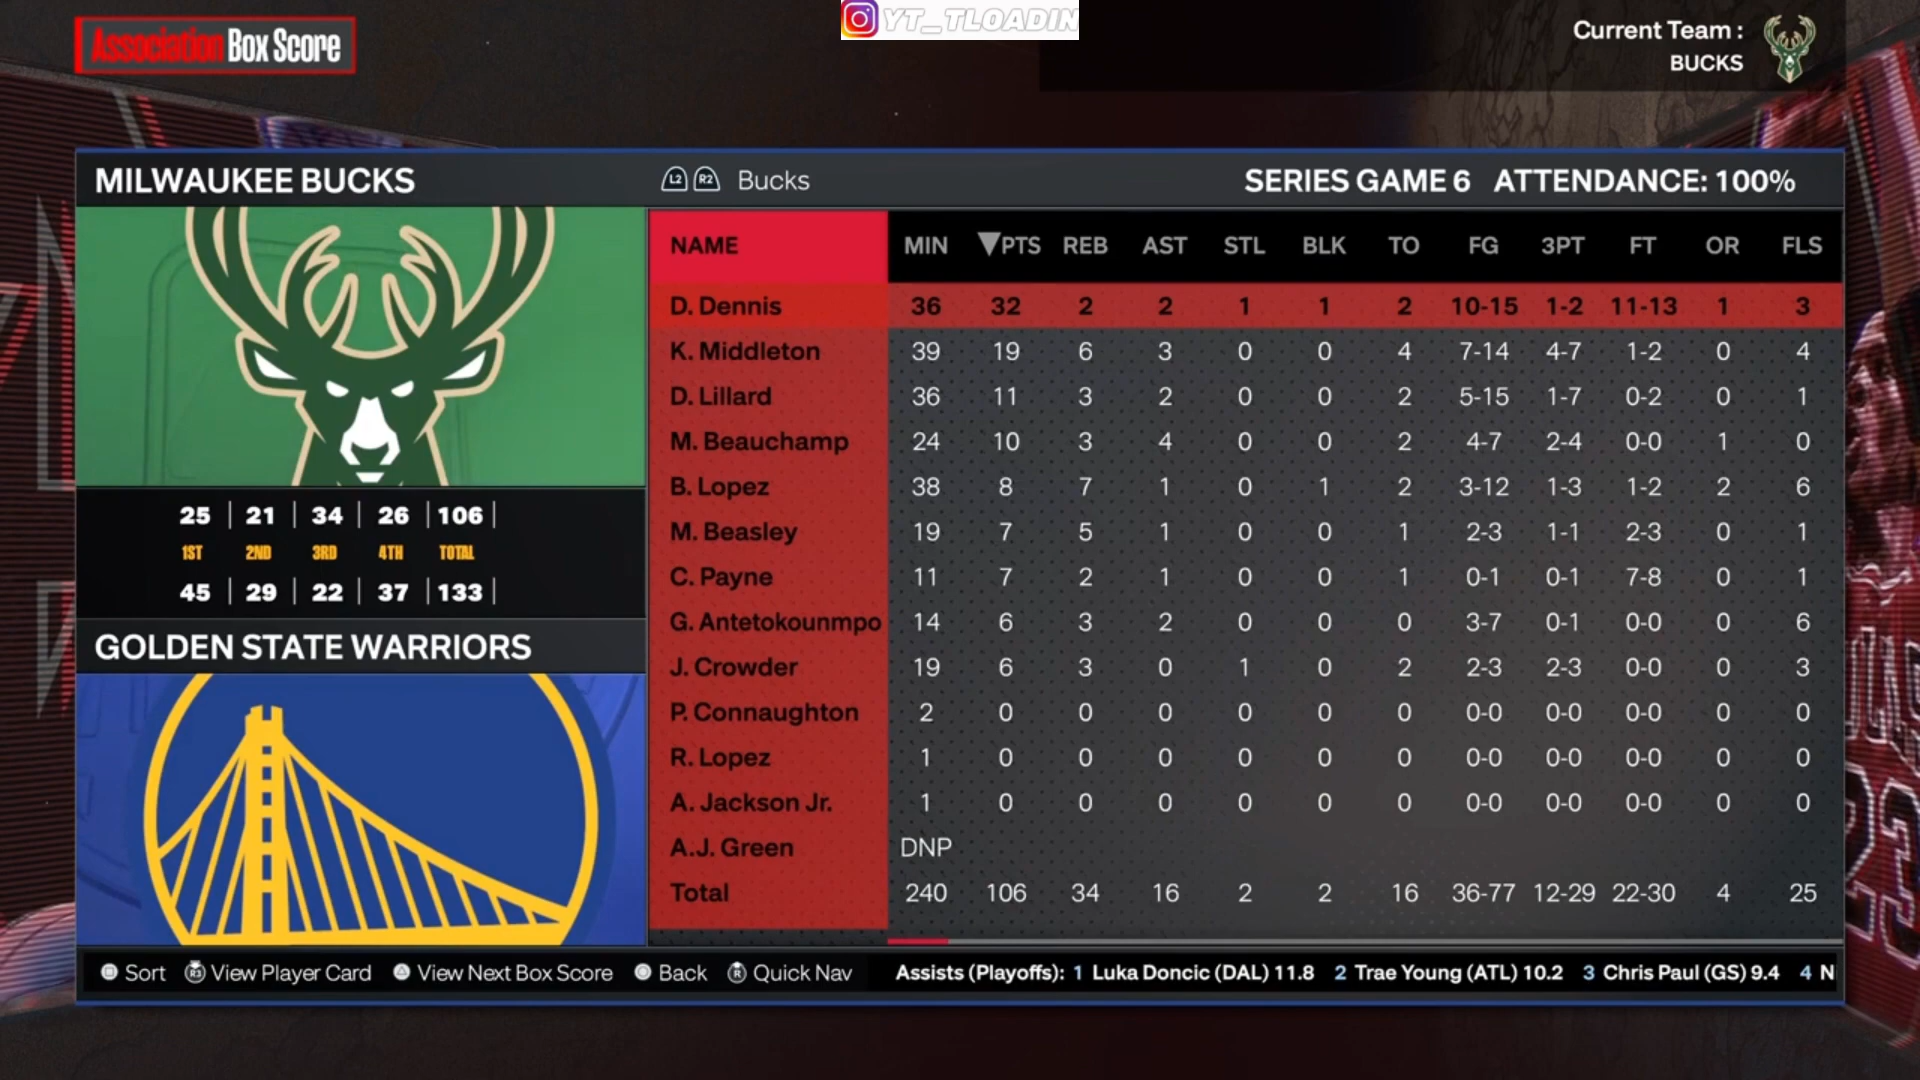 YT_TLOADIN
Association Box Score
Current Team :
BUCKS
MILWAUKEE BUCKS
L2 R2 Bucks
SERIES GAME 6 ATTENDANCE: 100%
NAME MIN ▼PTS REB AST STL BLK TO FG 3PT FT OR FLS
D. Dennis 36 32 2 2 1 1 2 10-15 1-2 11-13 1 3
K. Middleton 39 19 6 3 0 0 4 7-14 4-7 1-2 0 4
D. Lillard 36 11 3 2 0 0 2 5-15 1-7 0-2 0 1
M. Beauchamp 24 10 3 4 0 0 2 4-7 2-4 0-0 1 0
B. Lopez 38 8 7 1 0 1 2 3-12 1-3 1-2 2 6
M. Beasley 19 7 5 1 0 0 1 2-3 1-1 2-3 0 1
C. Payne 11 7 2 1 0 0 1 0-1 0-1 7-8 0 1
G. Antetokounmpo 14 6 3 2 0 0 0 3-7 0-1 0-0 0 6
J. Crowder 19 6 3 0 1 0 2 2-3 2-3 0-0 0 3
P. Connaughton 2 0 0 0 0 0 0 0-0 0-0 0-0 0 0
R. Lopez 1 0 0 0 0 0 0 0-0 0-0 0-0 0 0
A. Jackson Jr. 1 0 0 0 0 0 0 0-0 0-0 0-0 0 0
A.J. Green DNP
Total 240 106 34 16 2 2 16 36-77 12-29 22-30 4 25
25 21 34 26 106
1ST 2ND 3RD 4TH TOTAL
45 29 22 37 133
GOLDEN STATE WARRIORS
Sort R3 View Player Card View Next Box Score Back R Quick Nav
Assists (Playoffs): 1 Luka Doncic (DAL) 11.8 2 Trae Young (ATL) 10.2 3 Chris Paul (GS) 9.4 4 N
23